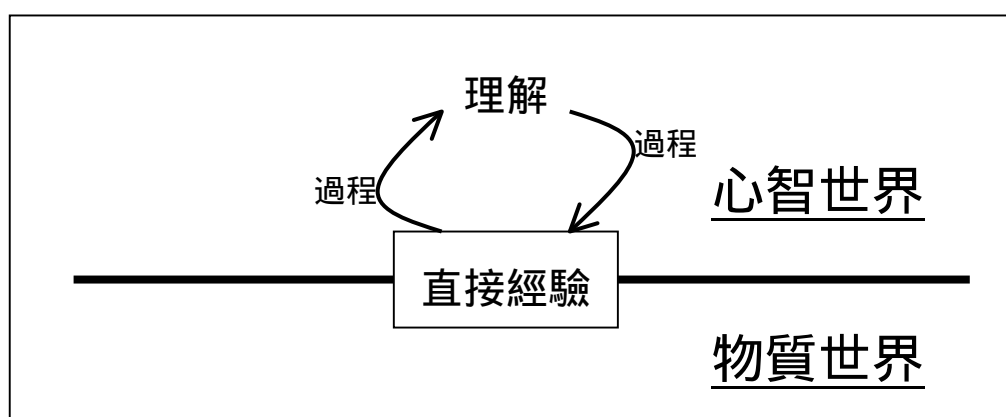 理解
過程
過程
心智世界
直接經驗
物質世界